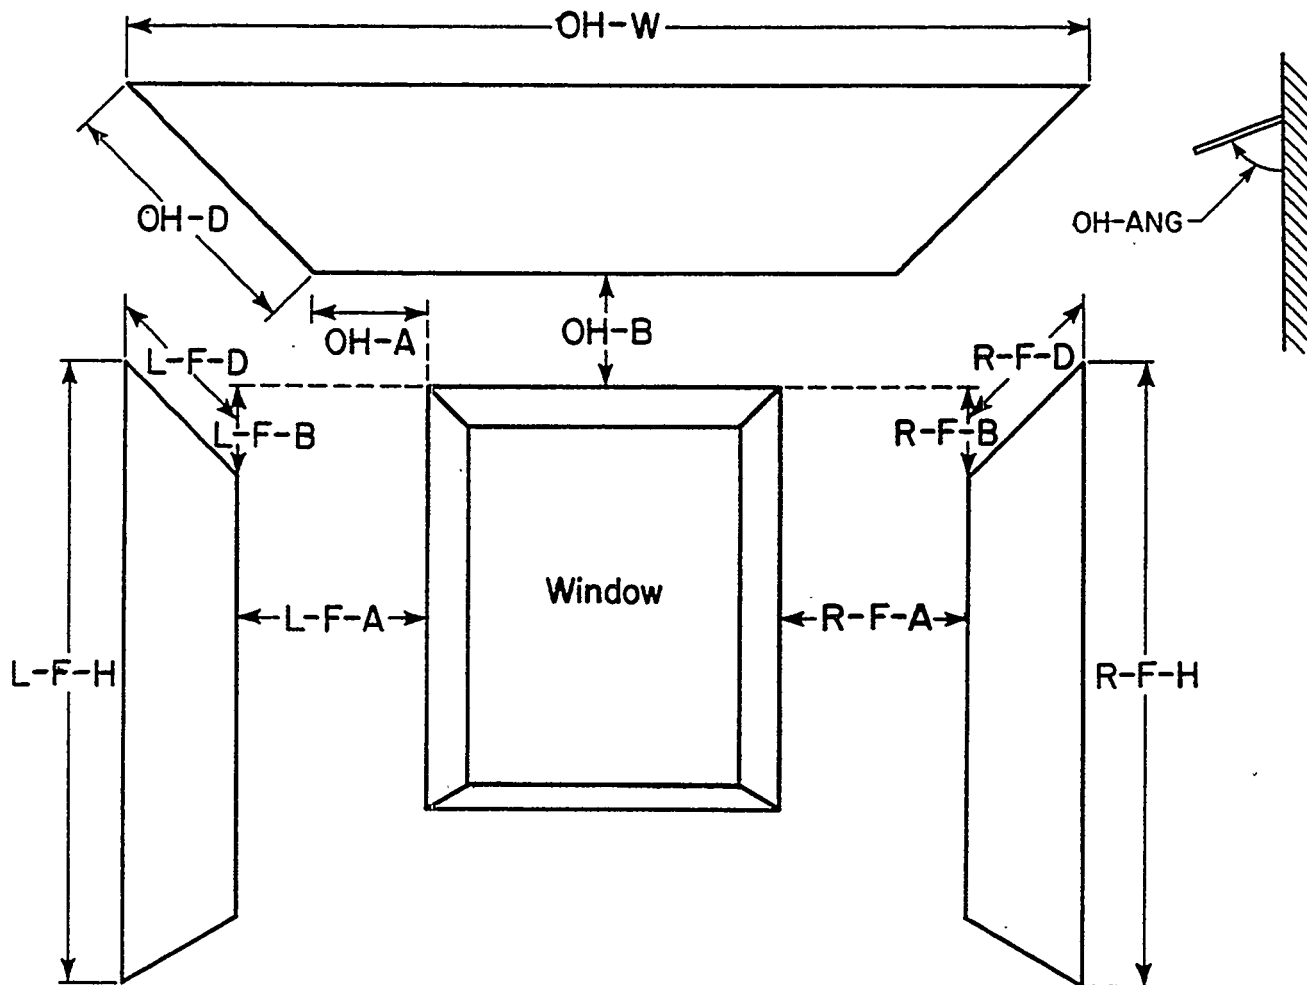 OH-W
OH-D
OH-ANG
OH-A
OH-B
L-F-D
R-F-D
L-F-B
R-F-B
Window
L-F-A
R-F-A
L-F-H
R-F-H